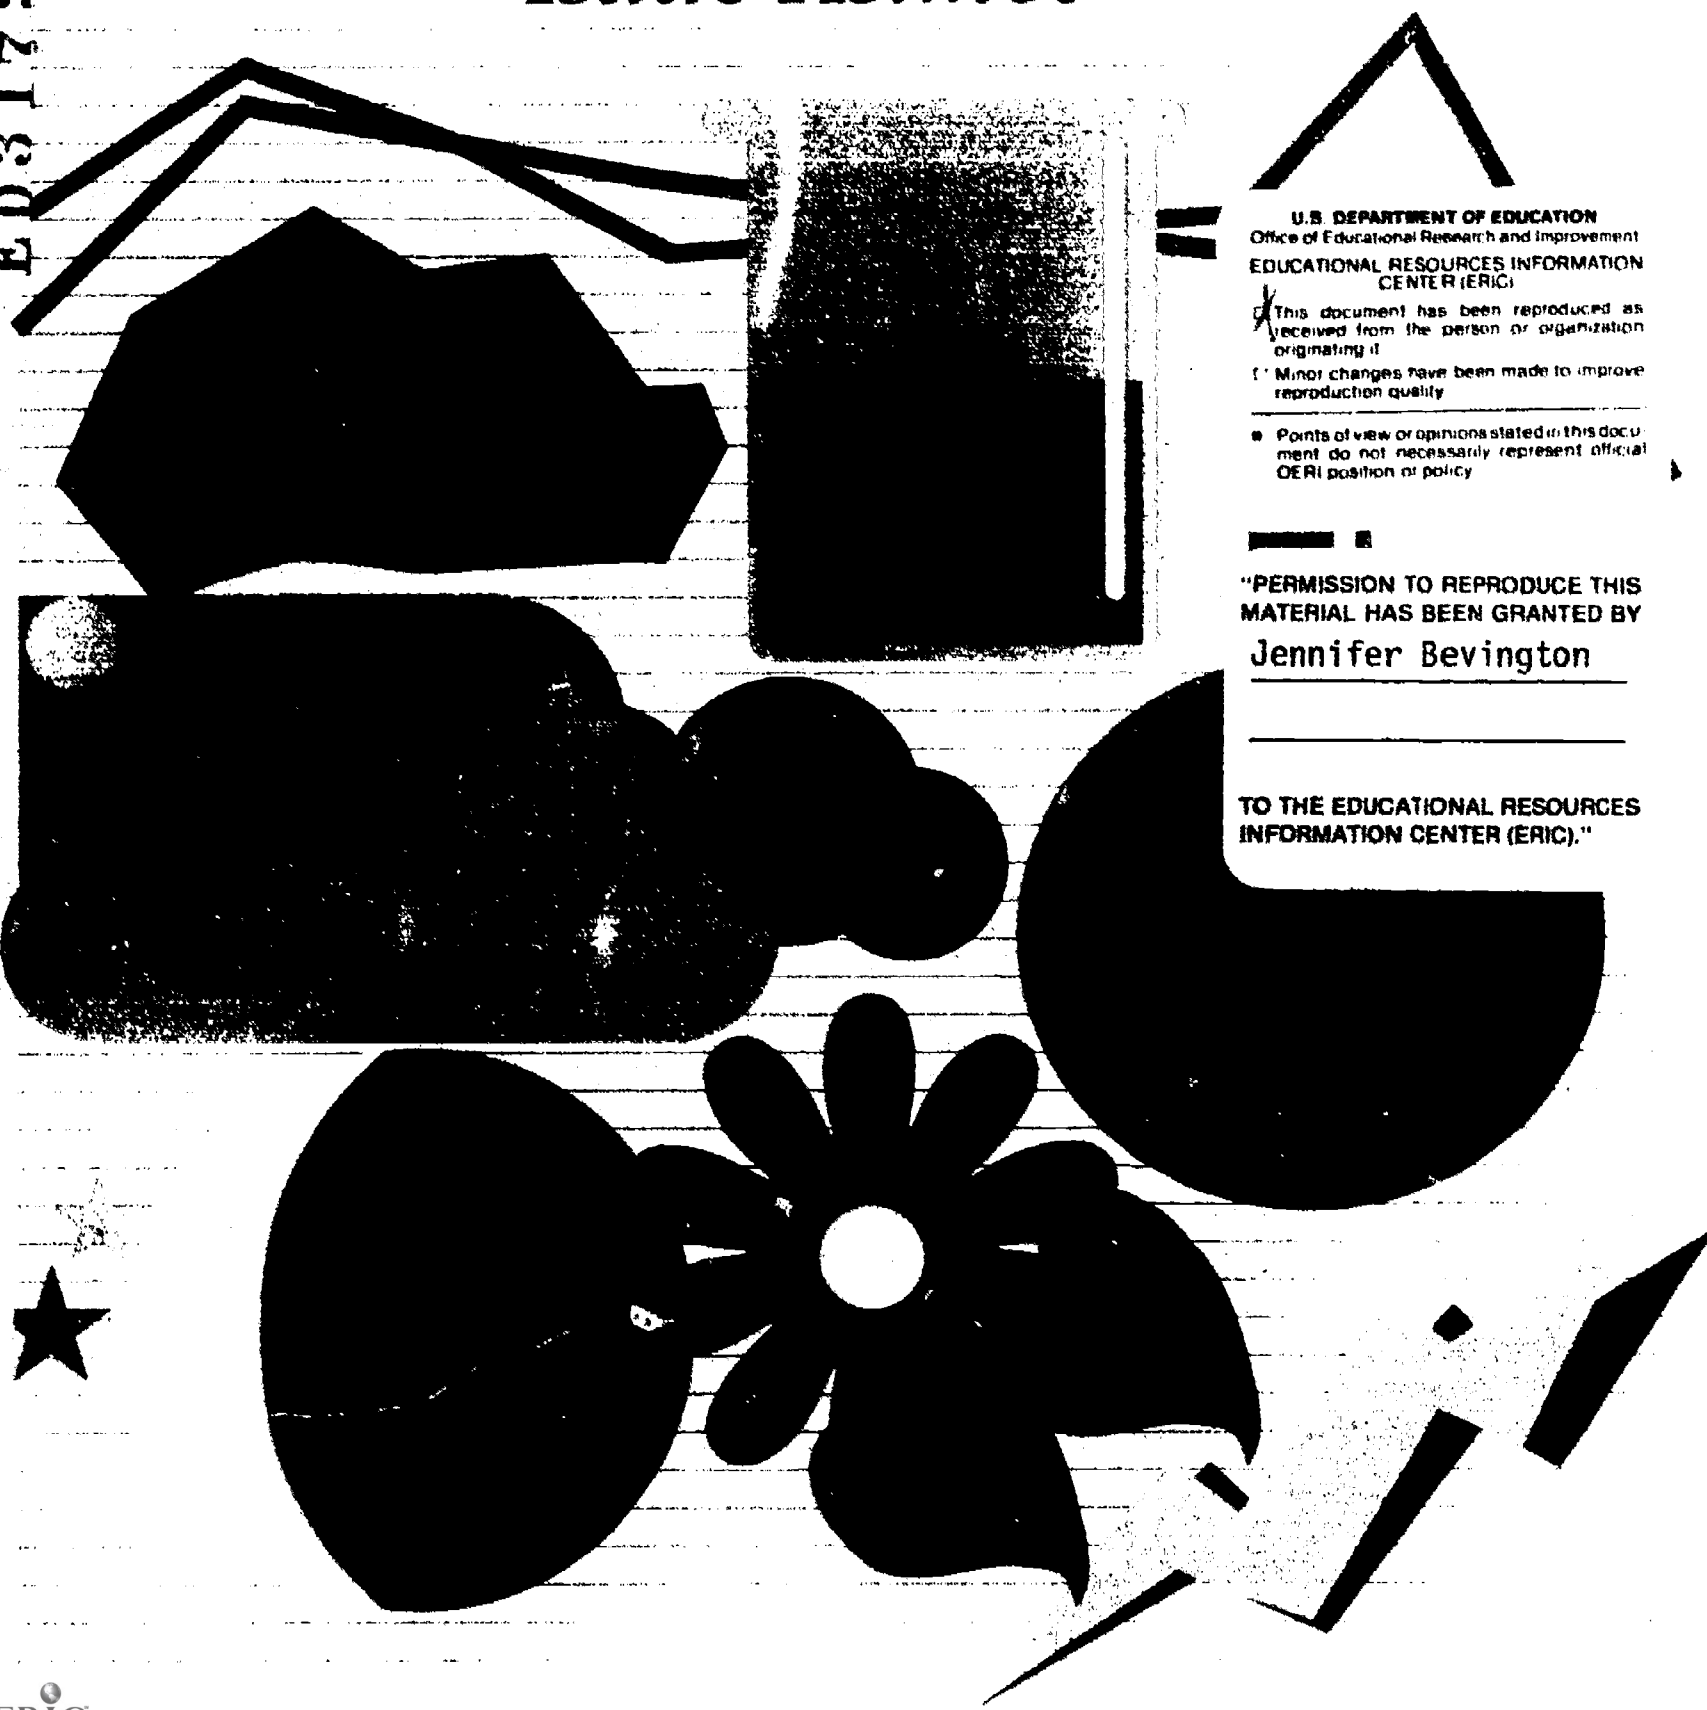 ED317
U.S. DEPARTMENT OF EDUCATION
Office of Educational Research and Improvement
EDUCATIONAL RESOURCES INFORMATION
CENTER (ERIC)
This document has been reproduced as
received from the person or organization
originating it
Minor changes have been made to improve
reproduction quality
Points of view or opinions stated in this docu-
ment do not necessarily represent official
OERI position or policy
"PERMISSION TO REPRODUCE THIS
MATERIAL HAS BEEN GRANTED BY
Jennifer Bevington
TO THE EDUCATIONAL RESOURCES
INFORMATION CENTER (ERIC)."